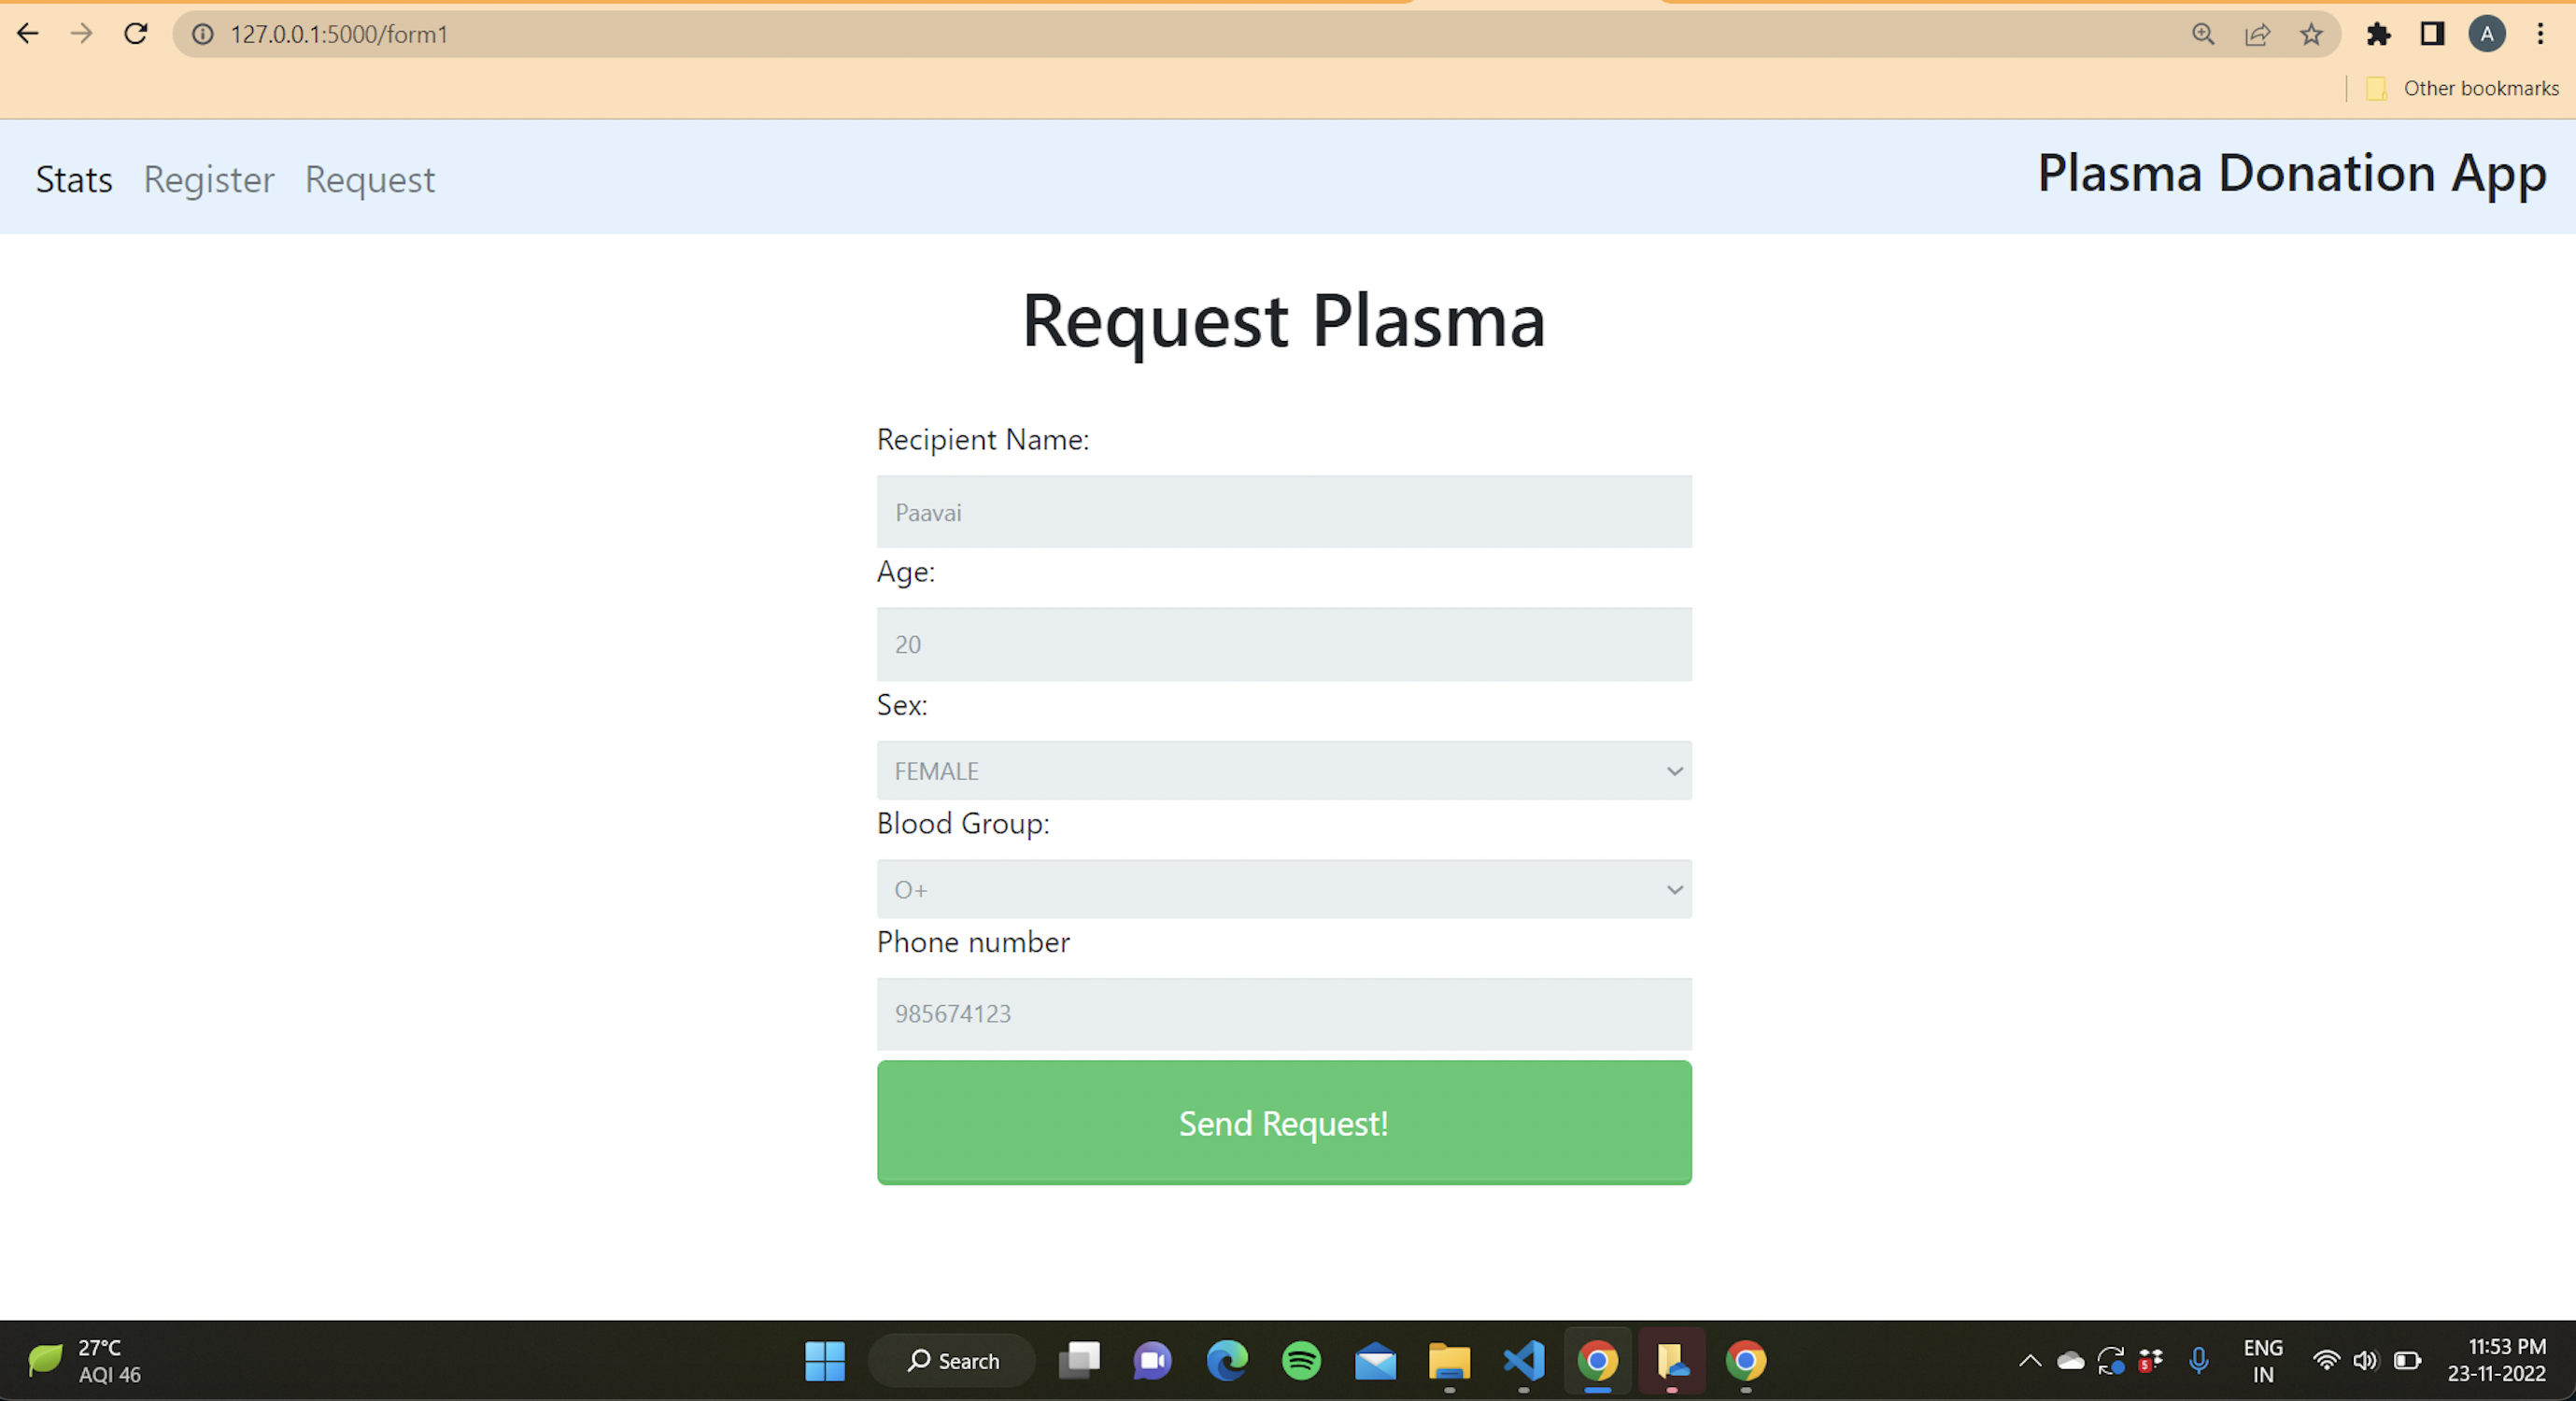 127.0.0.1:5000/form1
A
Other bookmarks
Stats Register Request
Plasma Donation App
Request Plasma
Recipient Name:
Paavai
Age:
20
Sex:
FEMALE
Blood Group:
O+
Phone number
985674123
Send Request!
27°C
AQI 46
Search
5
ENG
IN
11:53 PM
23-11-2022